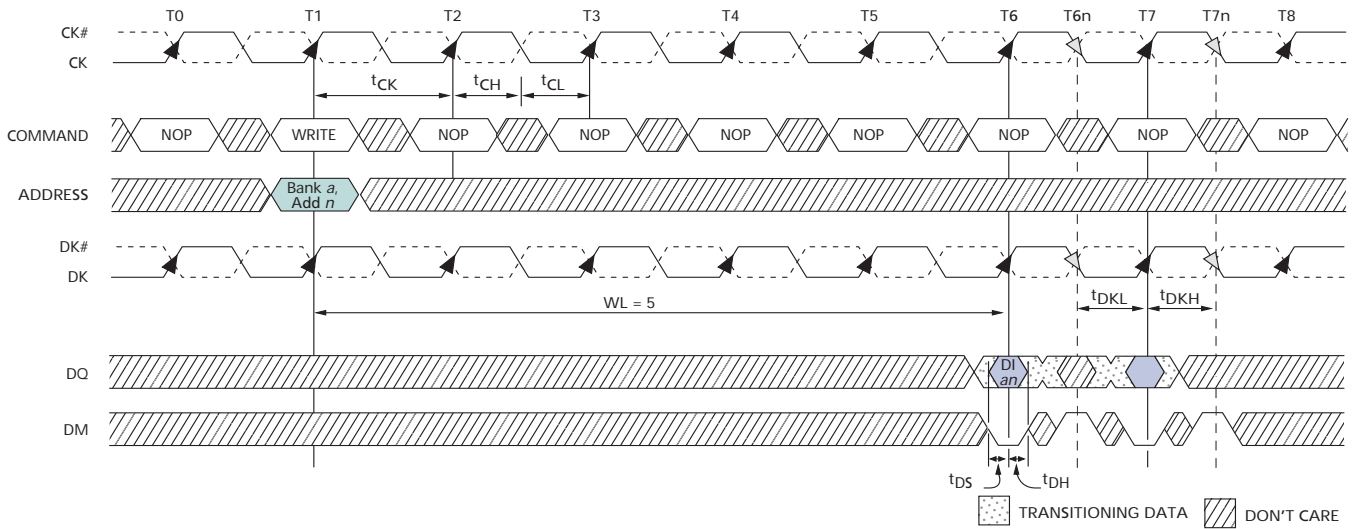 T0 T1 T2 T3 T4 T5 T6 T6n T7 T7n T8
CK#
CK
tCK tCH tCL
COMMAND NOP WRITE NOP NOP NOP NOP NOP NOP NOP
ADDRESS Bank a,
Add n
DK#
DK
WL = 5 tDKL tDKH
DQ DI
an
DM
tDS tDH
TRANSITIONING DATA DON'T CARE